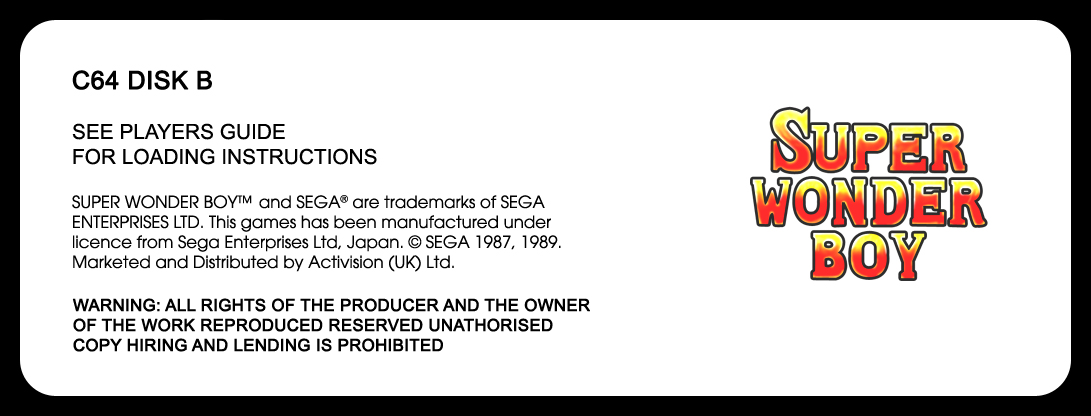 C64 DISK B
SEE PLAYERS GUIDE
FOR LOADING INSTRUCTIONS
SUPER WONDER BOY™ and SEGA® are trademarks of SEGA
ENTERPRISES LTD. This games has been manufactured under
licence from Sega Enterprises Ltd, Japan. © SEGA 1987, 1989.
Marketed and Distributed by Activision (UK) Ltd.
WARNING: ALL RIGHTS OF THE PRODUCER AND THE OWNER
OF THE WORK REPRODUCED RESERVED UNATHORISED
COPY HIRING AND LENDING IS PROHIBITED
SUPER
WONDER
BOY